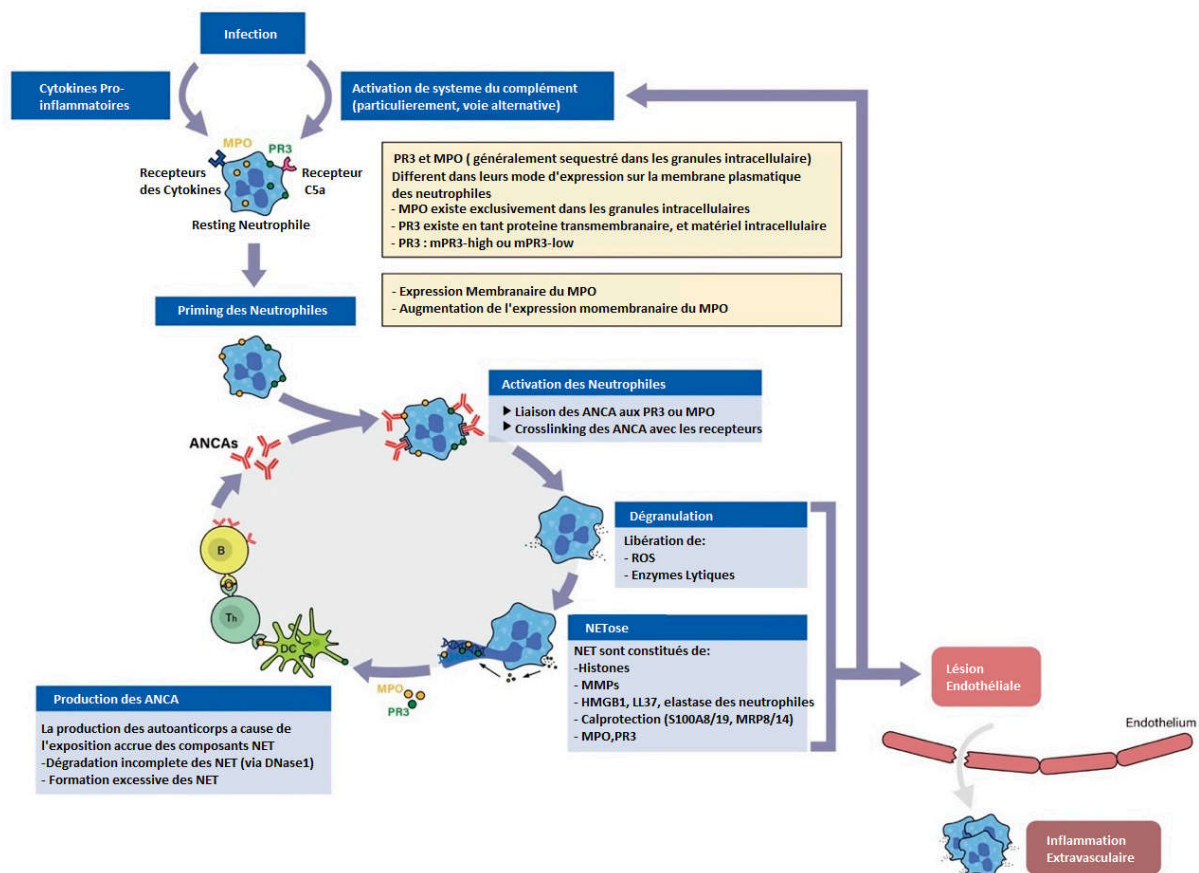 Infection
Cytokines Pro-
inflammatoires
Activation de systeme du complément
(particulierement, voie alternative)
MPO
PR3
Recepteurs
des Cytokines
Recepteur
C5a
Resting Neutrophile
PR3 et MPO ( généralement sequestré dans les granules intracellulaire)
Different dans leurs mode d'expression sur la membrane plasmatique
des neutrophiles
- MPO existe exclusivement dans les granules intracellulaires
- PR3 existe en tant proteine transmembranaire, et matériel intracellulaire
- PR3 : mPR3-high ou mPR3-low
Priming des Neutrophiles
- Expression Membranaire du MPO
- Augmentation de l'expression momembranaire du MPO
Activation des Neutrophiles
▶ Liaison des ANCA aux PR3 ou MPO
▶ Crosslinking des ANCA avec les recepteurs
ANCAs
B
Th
DC
Dégranulation
Libération de:
- ROS
- Enzymes Lytiques
NETose
NET sont constitués de:
-Histones
- MMPs
- HMGB1, LL37, elastase des neutrophiles
- Calprotection (S100A8/19, MRP8/14)
- MPO,PR3
MPO
PR3
Production des ANCA
La production des autoanticorps a cause de
l'exposition accrue des composants NET
-Dégradation incomplete des NET (via DNase1)
- Formation excessive des NET
Lésion
Endothéliale
Endothelium
Inflammation
Extravasculaire